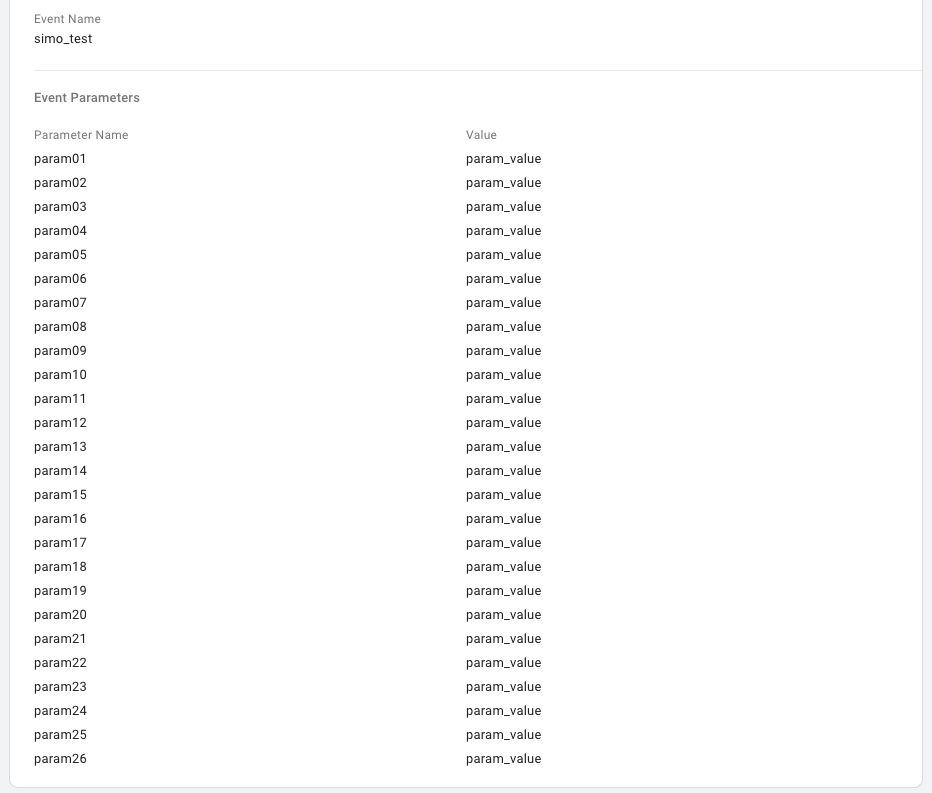 Event Name
simo_test
Event Parameters
Parameter Name Value
param01 param_value
param02 param_value
param03 param_value
param04 param_value
param05 param_value
param06 param_value
param07 param_value
param08 param_value
param09 param_value
param10 param_value
param11 param_value
param12 param_value
param13 param_value
param14 param_value
param15 param_value
param16 param_value
param17 param_value
param18 param_value
param19 param_value
param20 param_value
param21 param_value
param22 param_value
param23 param_value
param24 param_value
param25 param_value
param26 param_value